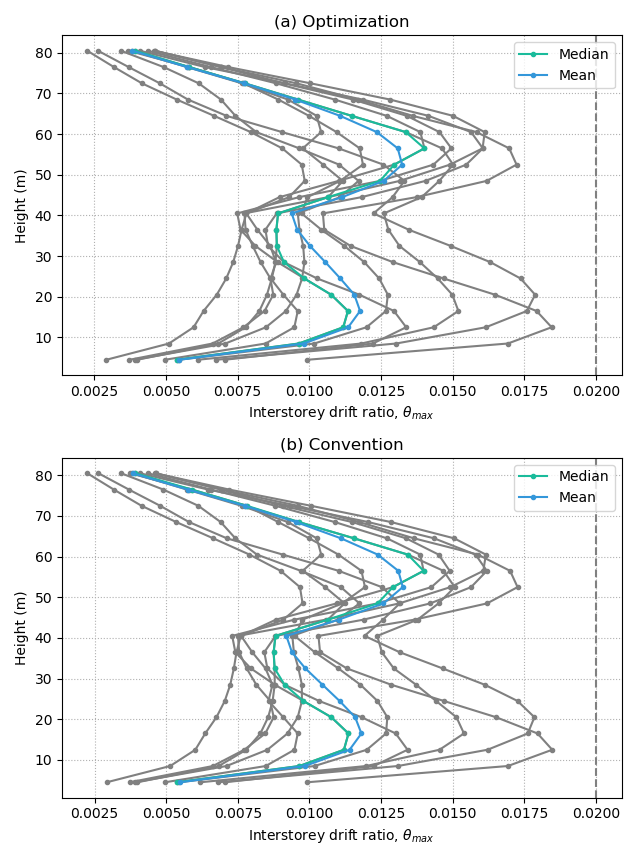 (a) Optimization
Height (m)
80
70
60
50
40
30
20
10
Median
Mean
0.0025 0.0050 0.0075 0.0100 0.0125 0.0150 0.0175 0.0200
Interstorey drift ratio, θmax
(b) Convention
Height (m)
80
70
60
50
40
30
20
10
Median
Mean
0.0025 0.0050 0.0075 0.0100 0.0125 0.0150 0.0175 0.0200
Interstorey drift ratio, θmax